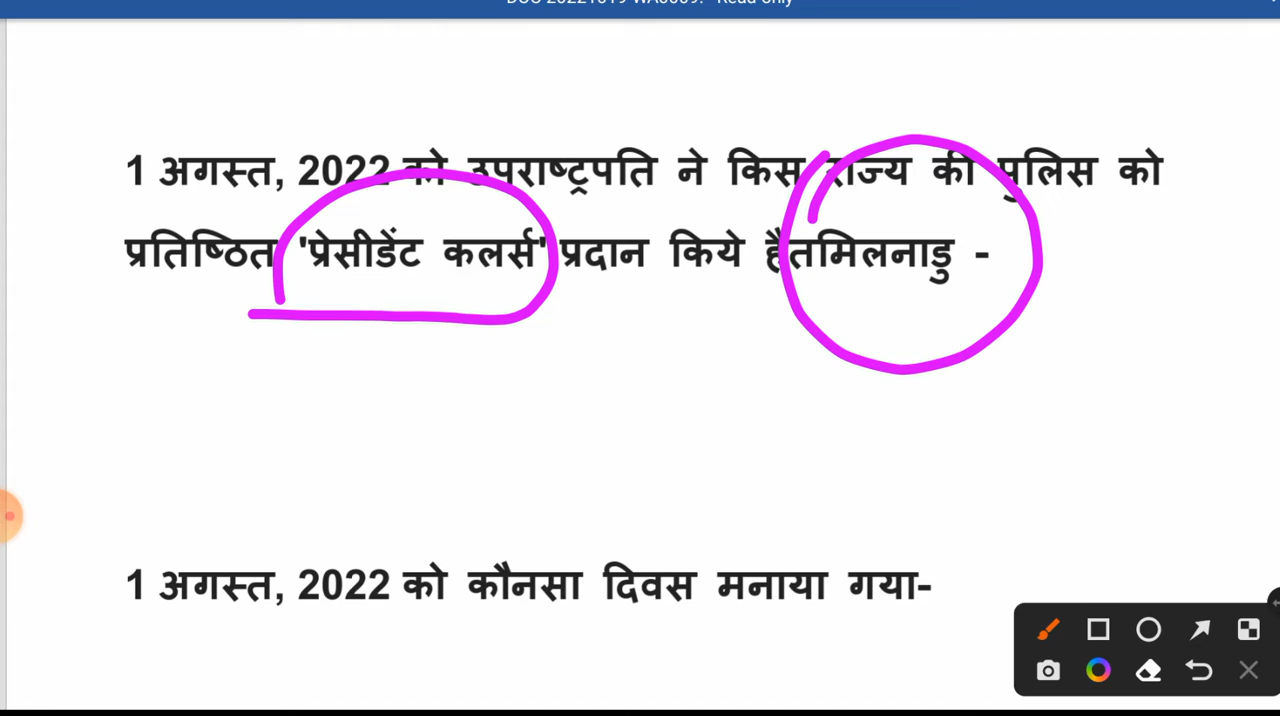 1 अगस्त, 2022 को उपराष्ट्रपति ने किस राज्य की पुलिस को
प्रतिष्ठित 'प्रेसीडेंट कलर्स' प्रदान किये हैतमिलनाडु -
1 अगस्त, 2022 को कौनसा दिवस मनाया गया-